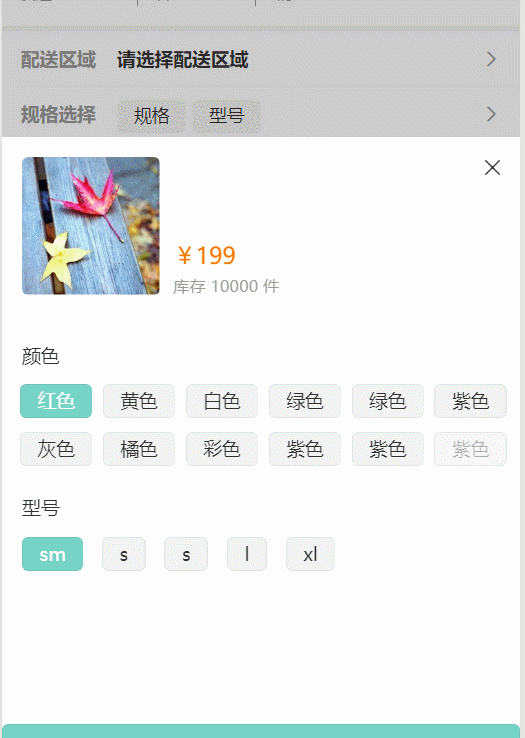 配送区域 请选择配送区域
规格选择 规格 型号
￥199
库存 10000 件
颜色
红色 黄色 白色 绿色 绿色 紫色
灰色 橘色 彩色 紫色 紫色 紫色
型号
sm s s l xl